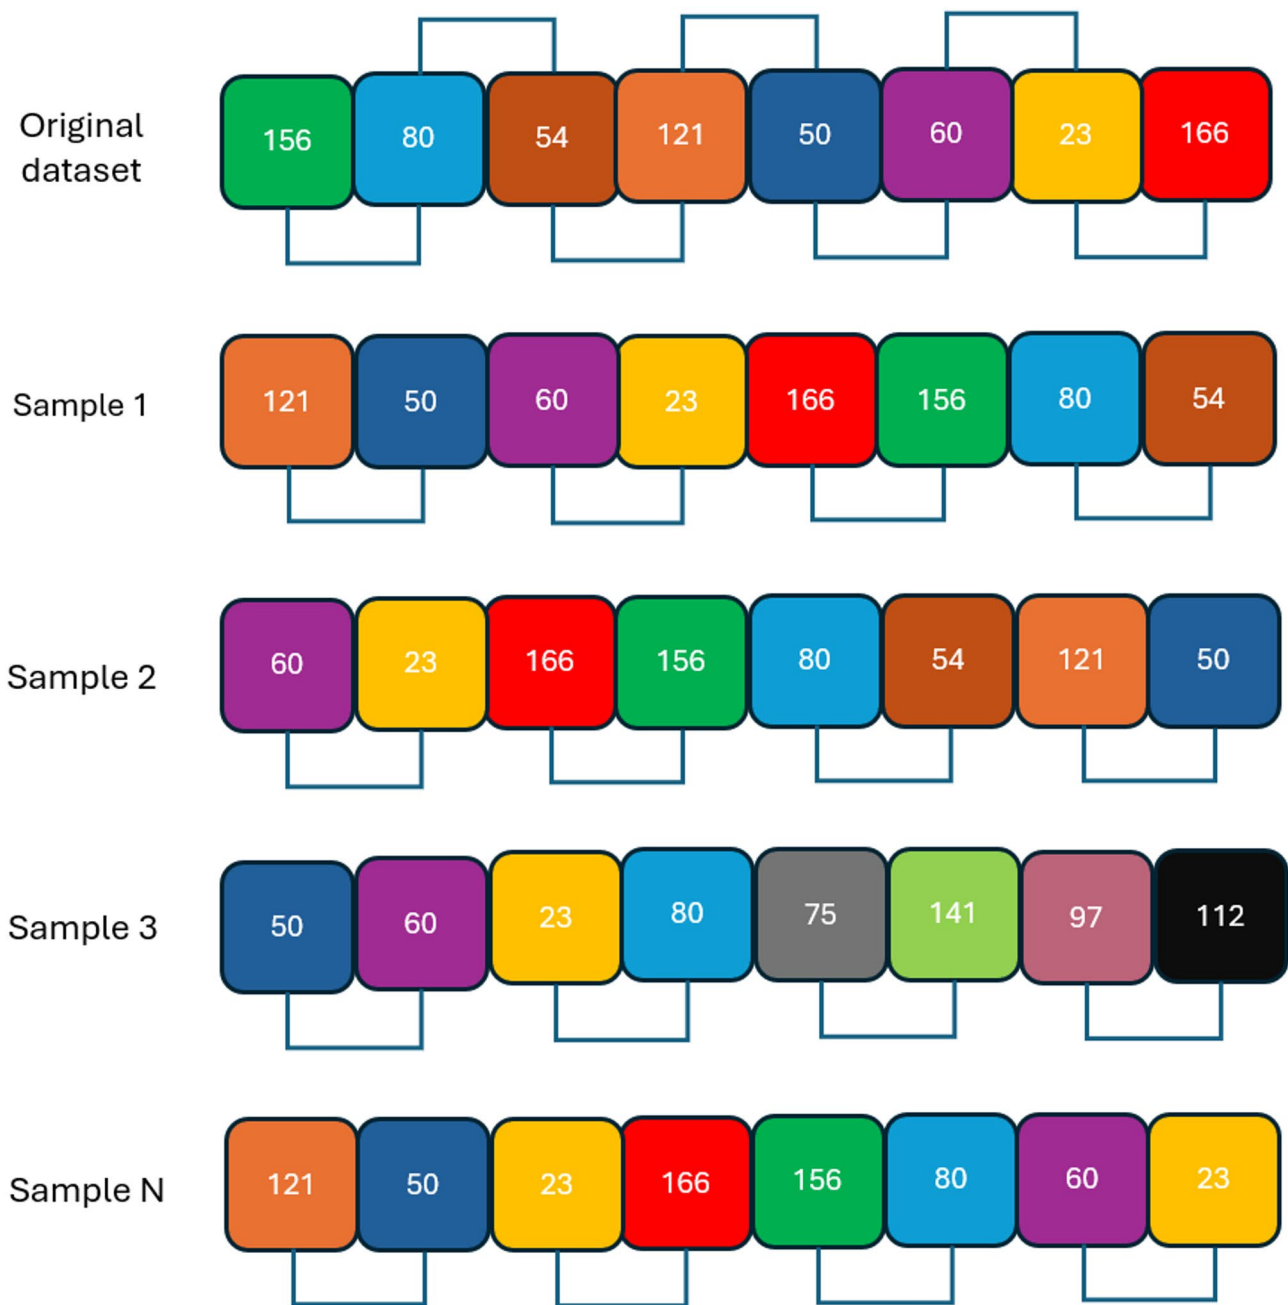 Original
dataset
156 80 54 121 50 60 23 166
Sample 1
121 50 60 23 166 156 80 54
Sample 2
60 23 166 156 80 54 121 50
Sample 3
50 60 23 80 75 141 97 112
Sample N
121 50 23 166 156 80 60 23